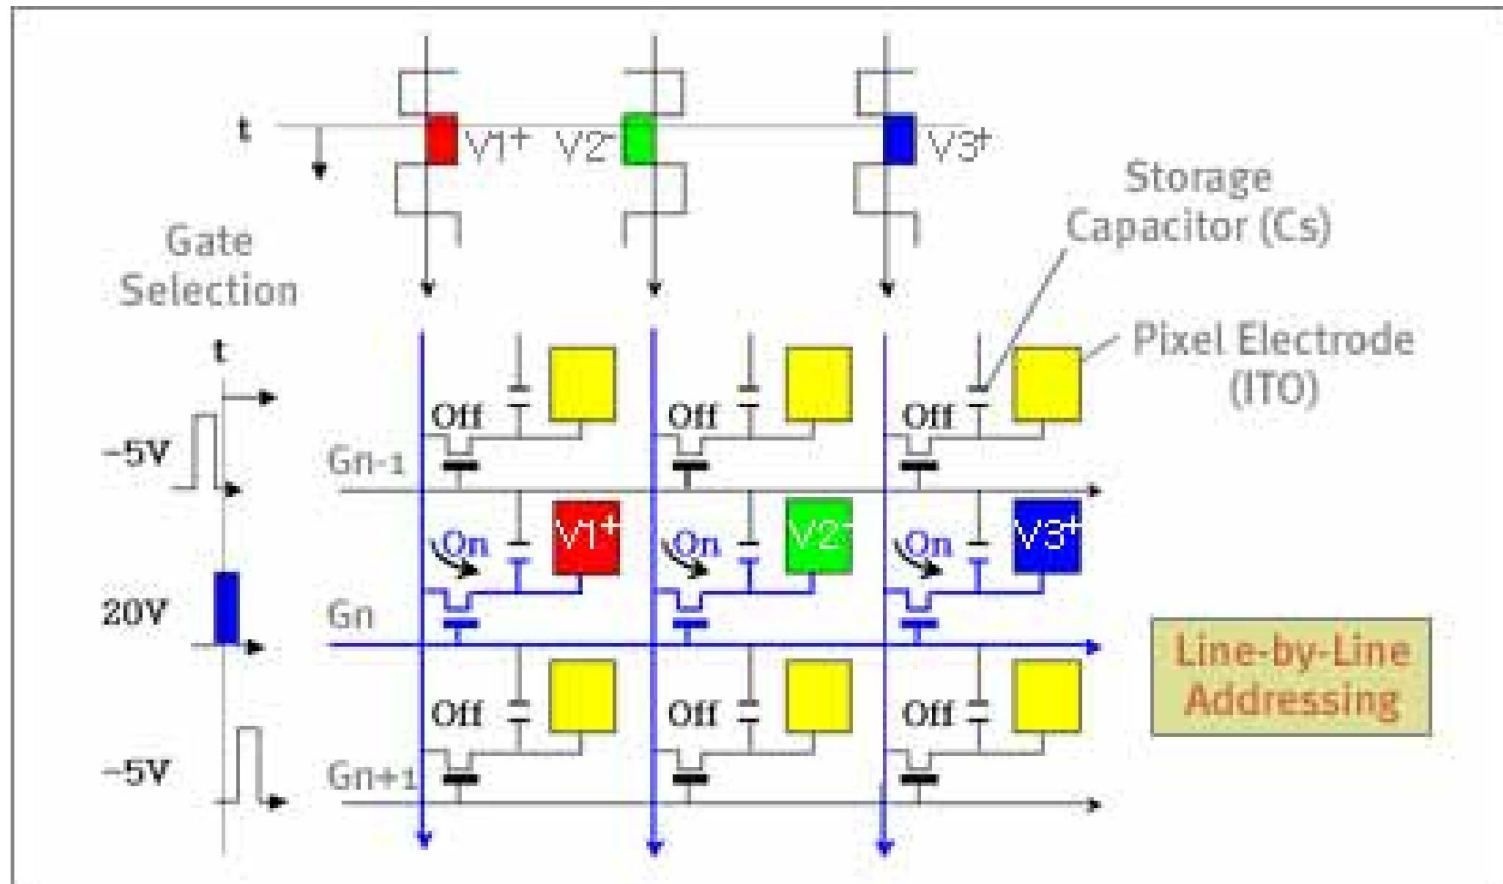 t
V1+
V2-
V3+
Storage
Capacitor (Cs)
Gate
Selection
t
Pixel Electrode
(ITO)
Off
Off
Off
-5V
Gn-1
On
V1+
On
V2-
On
V3+
20V
Gn
Line-by-Line
Addressing
Off
Off
Off
-5V
Gn+1